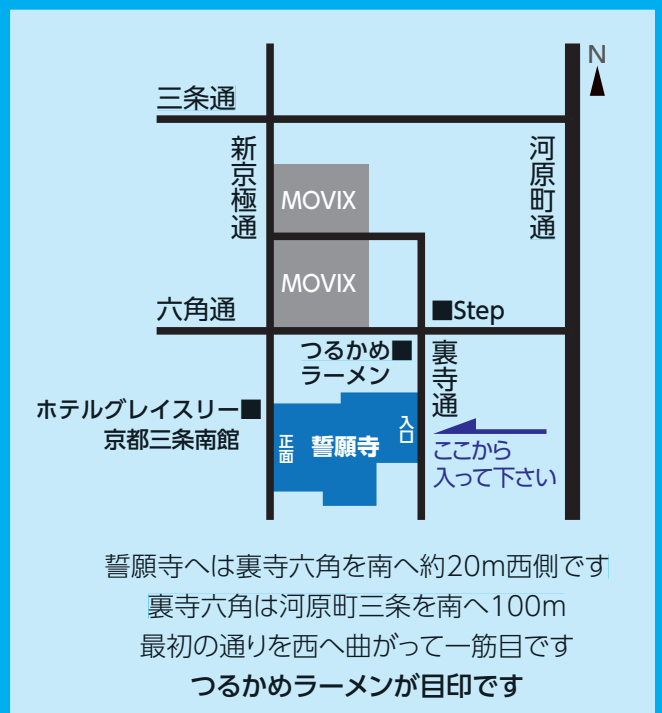 N
三条通
新京極通
河原町通
MOVIX
MOVIX
六角通
■Step
つるかめ■
ラーメン
裏寺通
ホテルグレイスリー■
京都三条南館
正面
誓願寺
入口
ここから
入って下さい
誓願寺へは裏寺六角を南へ約20m西側です
裏寺六角は河原町三条を南へ100m
最初の通りを西へ曲がって一筋目です
つるかめラーメンが目印です